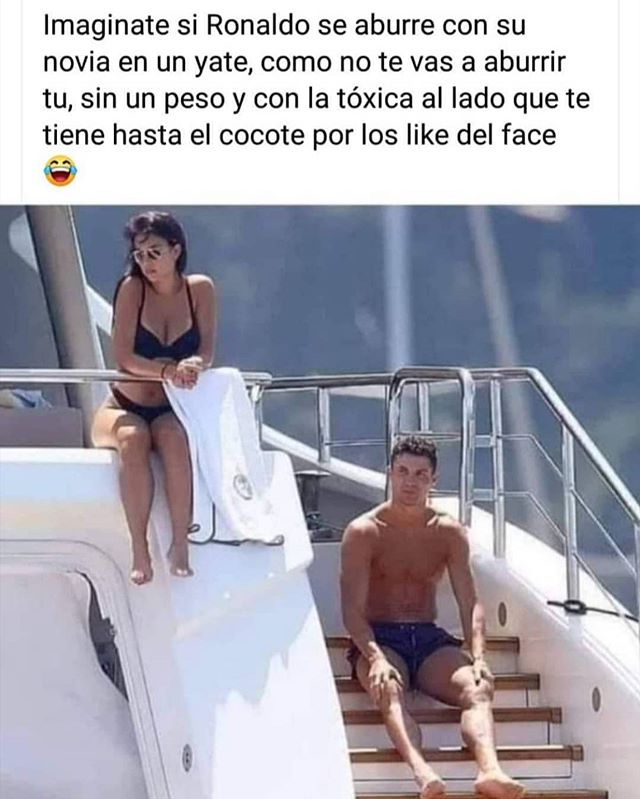 Imaginate si Ronaldo se aburre con su
novia en un yate, como no te vas a aburrir
tu, sin un peso y con la tóxica al lado que te
tiene hasta el cocote por los like del face
😂